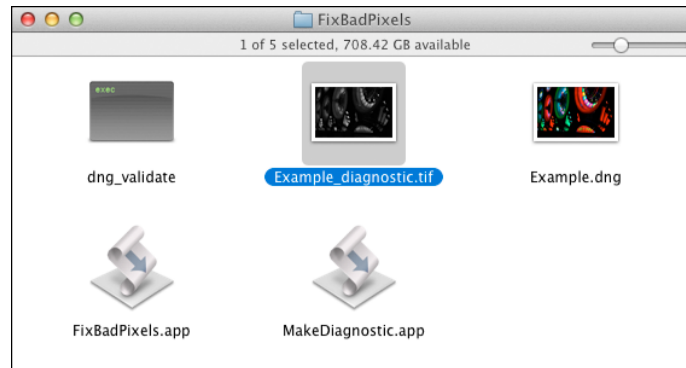 FixBadPixels
1 of 5 selected, 708.42 GB available
exec
dng_validate
Example_diagnostic.tif
Example.dng
FixBadPixels.app
MakeDiagnostic.app